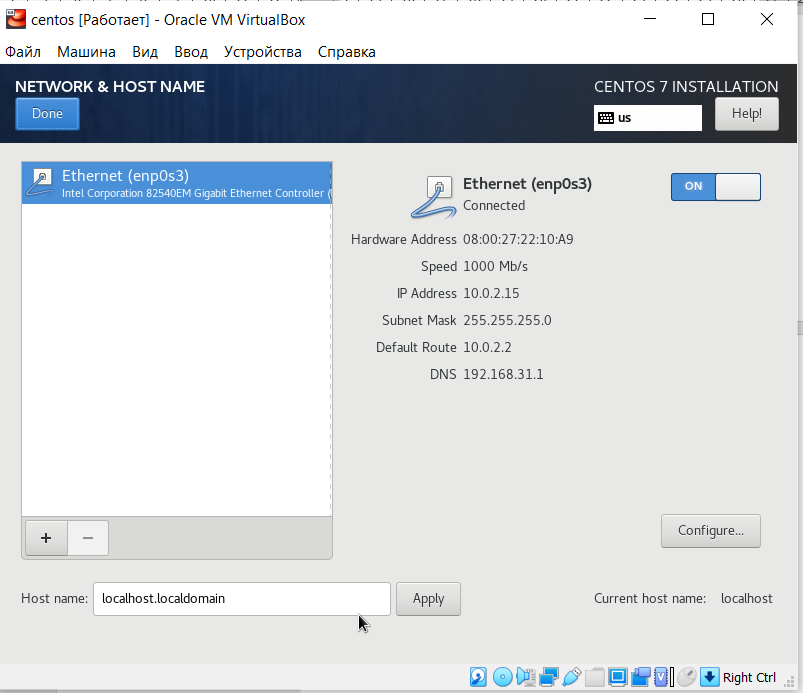 centos [Работает] - Oracle VM VirtualBox
Файл Машина Вид Ввод Устройства Справка
NETWORK & HOST NAME
CENTOS 7 INSTALLATION
Done
us
Help!
Ethernet (enp0s3)
Intel Corporation 82540EM Gigabit Ethernet Controller (
Ethernet (enp0s3)
Connected
ON
Hardware Address 08:00:27:22:10:A9
Speed 1000 Mb/s
IP Address 10.0.2.15
Subnet Mask 255.255.255.0
Default Route 10.0.2.2
DNS 192.168.31.1
+ −
Configure...
Host name: localhost.localdomain Apply Current host name: localhost
Right Ctrl